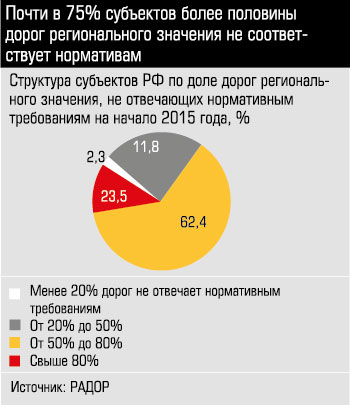 Почти в 75% субъектов более половины
дорог регионального значения не соответ-
ствует нормативам
Структура субъектов РФ по доле дорог региональ-
ного значения, не отвечающих нормативным
требованиям на начало 2015 года, %
11,8
2,3
23,5
62,4
Менее 20% дорог не отвечает нормативным
требованиям
От 20% до 50%
От 50% до 80%
Свыше 80%
Источник: РАДОР